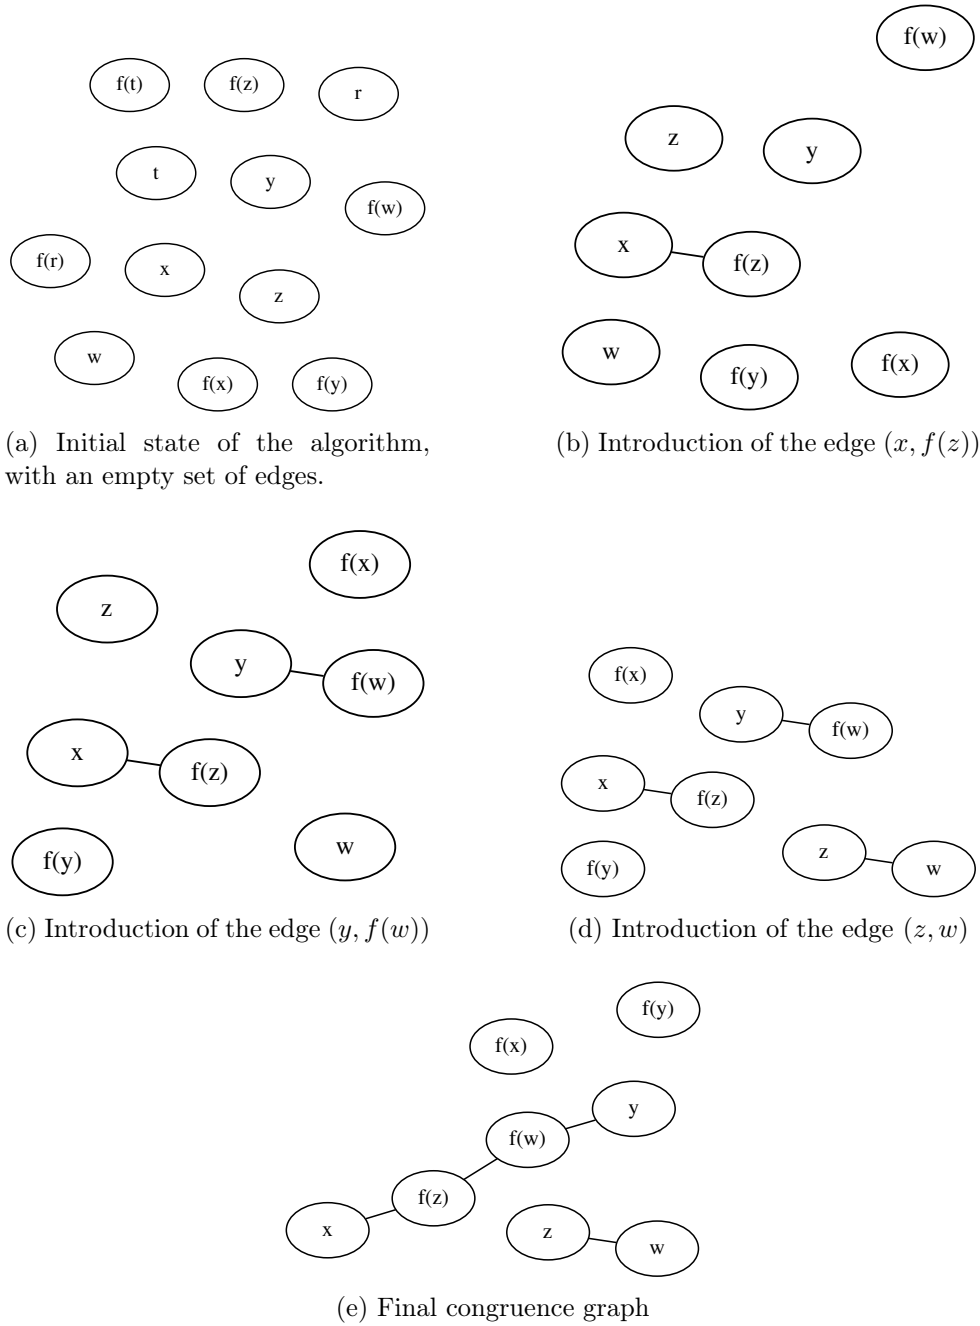 f(t) f(z) r
t y f(w)
f(r) x z
w f(x) f(y)
(a) Initial state of the algorithm,
with an empty set of edges.
f(w)
z y
x f(z)
w f(y) f(x)
(b) Introduction of the edge (x, f(z))
f(x)
z
y f(w)
x f(z)
f(y) w
(c) Introduction of the edge (y, f(w))
f(x)
y f(w)
x f(z)
f(y) z w
(d) Introduction of the edge (z, w)
f(y)
f(x)
y
f(w)
f(z)
x z w
(e) Final congruence graph